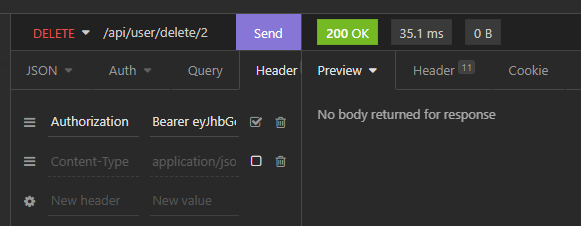 DELETE /api/user/delete/2 Send 200 OK 35.1 ms 0 B
JSON Auth Query Header Preview Header 11 Cookie
Authorization Bearer eyJhbG
No body returned for response
Content-Type application/jso
New header New value